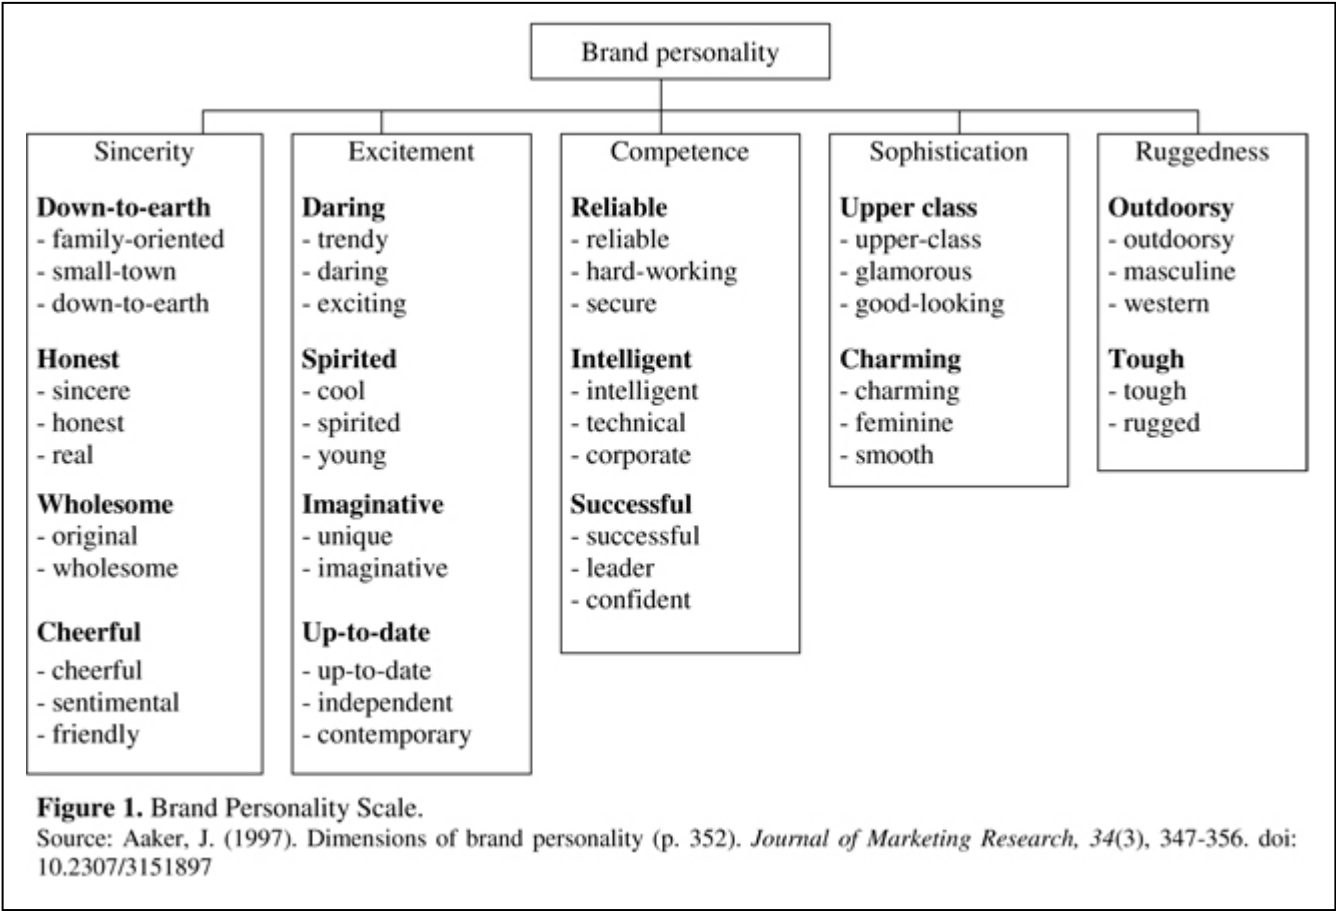 Brand personality
Sincerity
Down-to-earth
- family-oriented
- small-town
- down-to-earth
Honest
- sincere
- honest
- real
Wholesome
- original
- wholesome
Cheerful
- cheerful
- sentimental
- friendly
Excitement
Daring
- trendy
- daring
- exciting
Spirited
- cool
- spirited
- young
Imaginative
- unique
- imaginative
Up-to-date
- up-to-date
- independent
- contemporary
Competence
Reliable
- reliable
- hard-working
- secure
Intelligent
- intelligent
- technical
- corporate
Successful
- successful
- leader
- confident
Sophistication
Upper class
- upper-class
- glamorous
- good-looking
Charming
- charming
- feminine
- smooth
Ruggedness
Outdoorsy
- outdoorsy
- masculine
- western
Tough
- tough
- rugged
Figure 1. Brand Personality Scale.
Source: Aaker, J. (1997). Dimensions of brand personality (p. 352). Journal of Marketing Research, 34(3), 347-356. doi:
10.2307/3151897